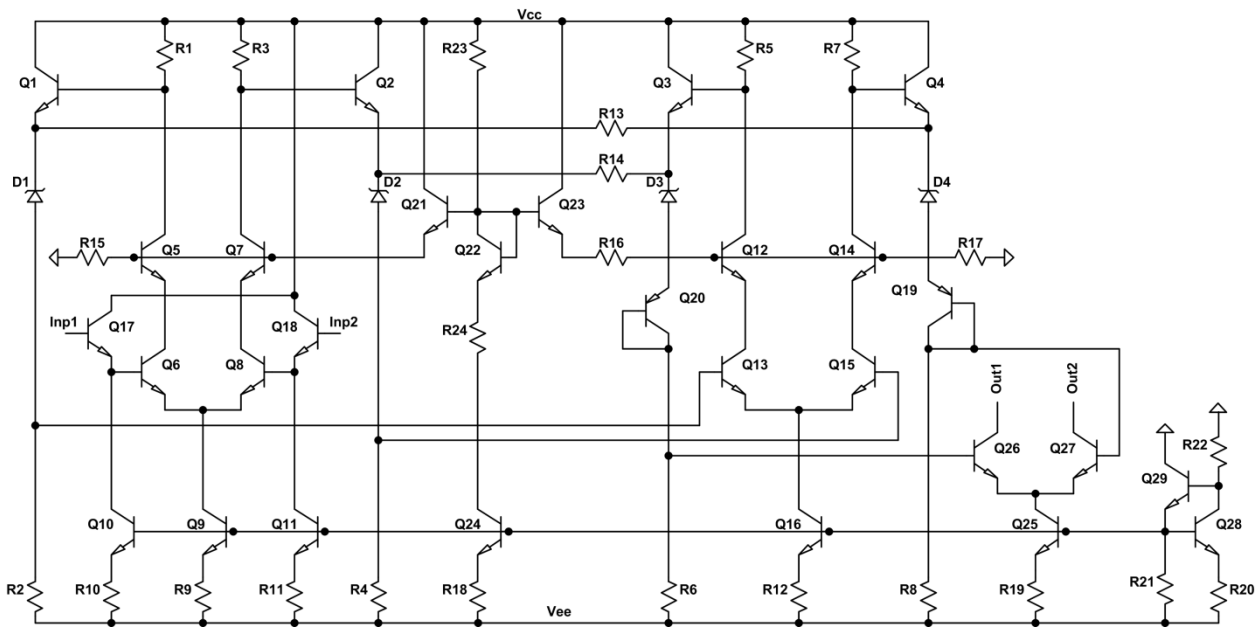 Vcc
R1
R3
R23
R5
R7
Q1
Q2
Q3
Q4
R13
R14
D1
D2
D3
D4
Q21
Q23
R15
Q5
Q7
Q22
R16
Q12
Q14
R17
Q20
Q19
Inp1
Q17
Q18
Inp2
R24
Q6
Q8
Q13
Q15
Out1
Out2
Q26
Q27
R22
Q29
Q10
Q9
Q11
Q24
Q16
Q25
Q28
R2
R10
R9
R11
R4
R18
R6
R12
R8
R19
R21
R20
Vee